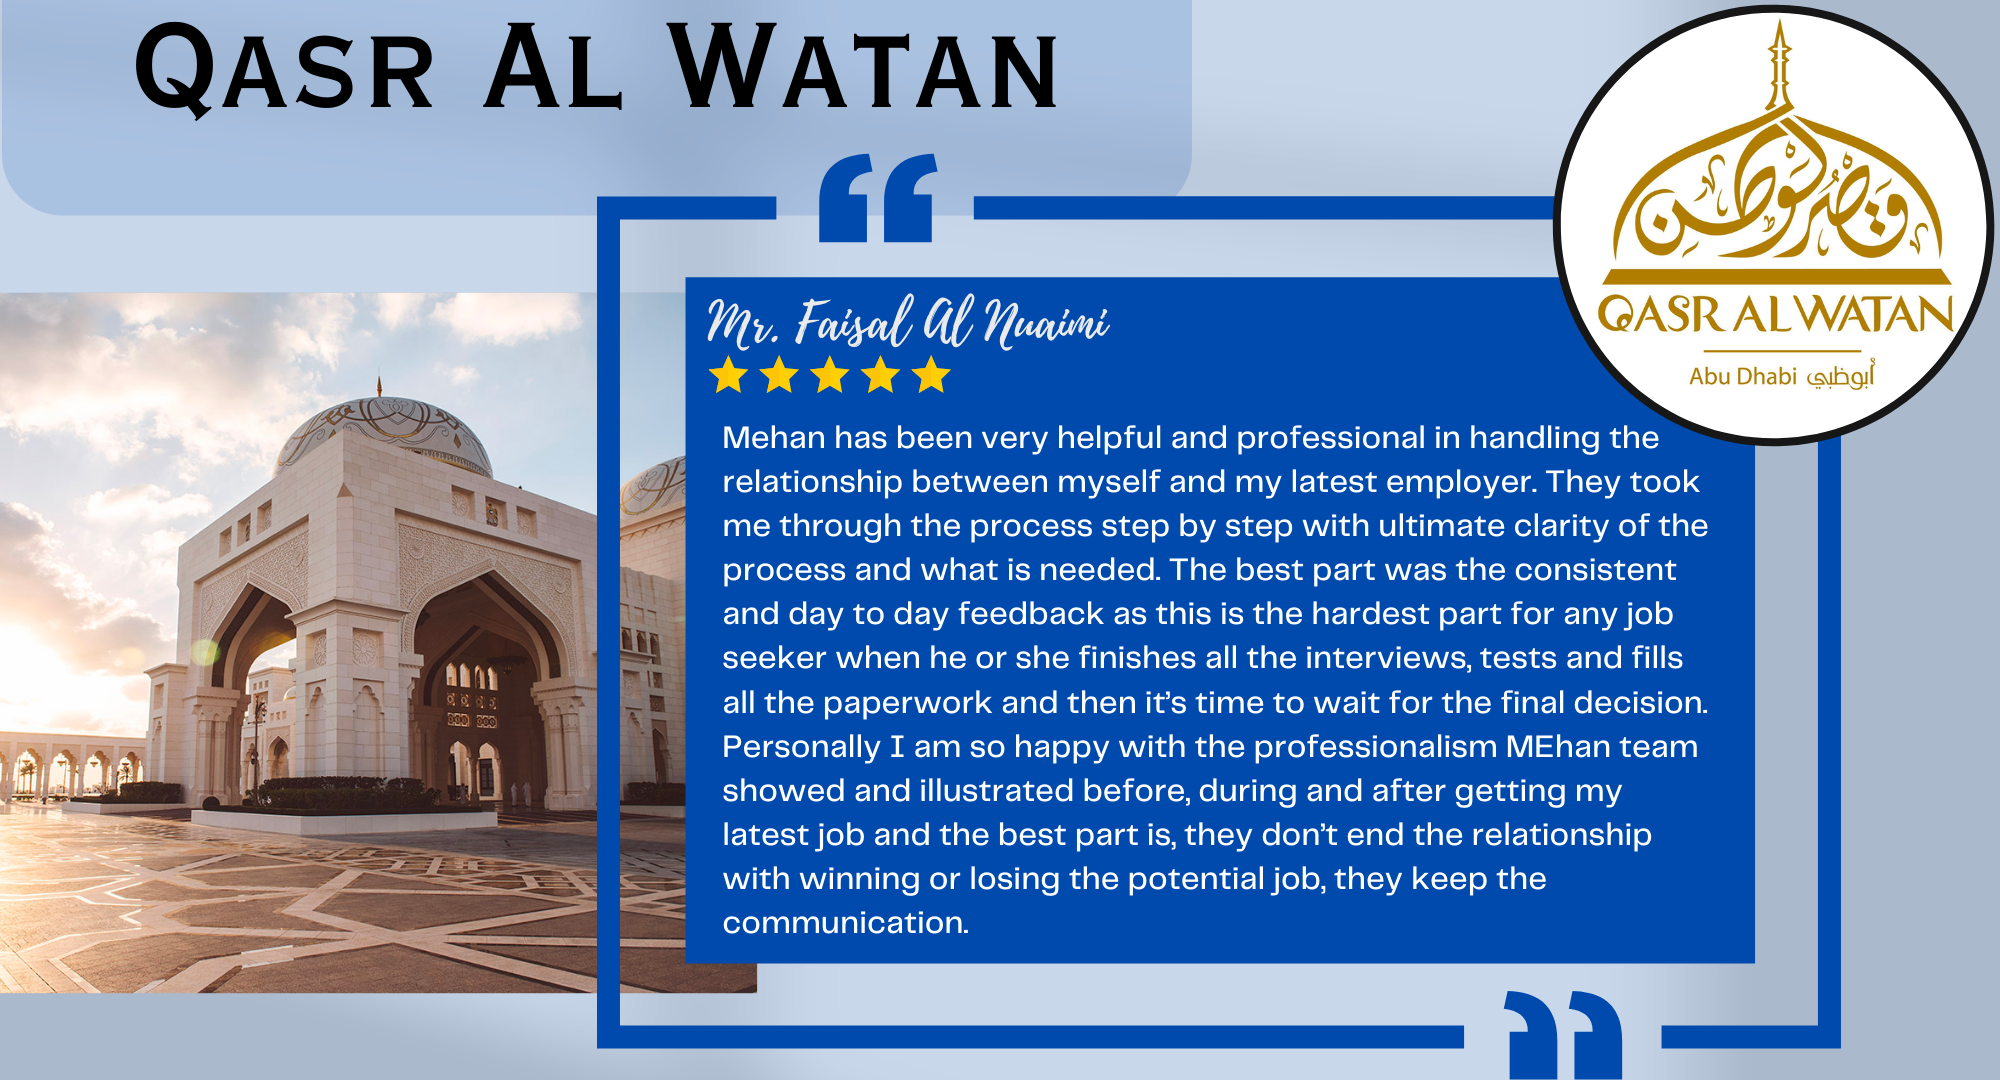 QASR AL WATAN
قصر الوطن
QASR AL WATAN
Abu Dhabi أبوظبي
“
Mr. Faisal Al Nuaimi
Mehan has been very helpful and professional in handling the
relationship between myself and my latest employer. They took
me through the process step by step with ultimate clarity of the
process and what is needed. The best part was the consistent
and day to day feedback as this is the hardest part for any job
seeker when he or she finishes all the interviews, tests and fills
all the paperwork and then it’s time to wait for the final decision.
Personally I am so happy with the professionalism MEhan team
showed and illustrated before, during and after getting my
latest job and the best part is, they don’t end the relationship
with winning or losing the potential job, they keep the
communication.
”